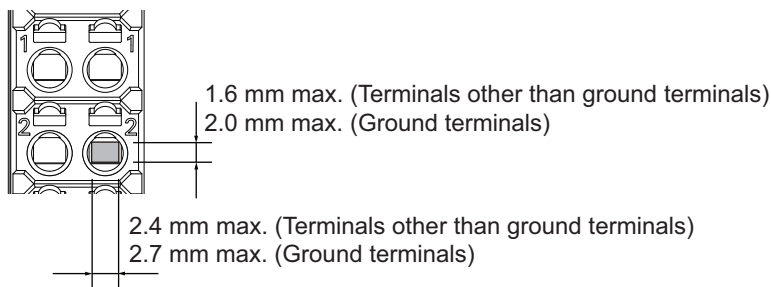 1 1
1.6 mm max. (Terminals other than ground terminals)
2.0 mm max. (Ground terminals)
2 2
2.4 mm max. (Terminals other than ground terminals)
2.7 mm max. (Ground terminals)